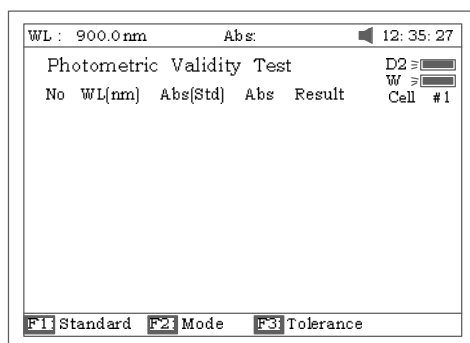 WL : 900.0nm Abs: 12: 35: 27
Photometric Validity Test
D2
W
No WL(nm) Abs(Std) Abs Result
Cell #1
F1: Standard F2: Mode F3: Tolerance